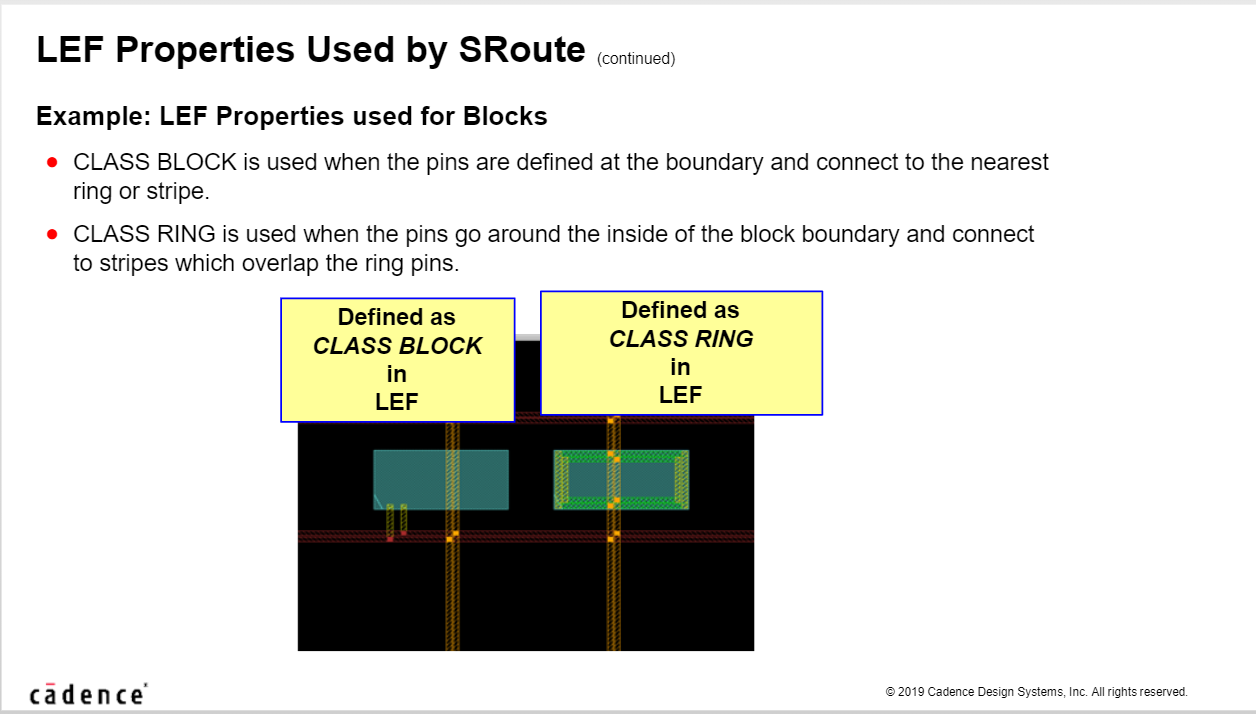 LEF Properties Used by SRoute (continued)
Example: LEF Properties used for Blocks
• CLASS BLOCK is used when the pins are defined at the boundary and connect to the nearest
ring or stripe.
• CLASS RING is used when the pins go around the inside of the block boundary and connect
to stripes which overlap the ring pins.
Defined as
CLASS BLOCK
in
LEF
Defined as
CLASS RING
in
LEF
cādence
© 2019 Cadence Design Systems, Inc. All rights reserved.